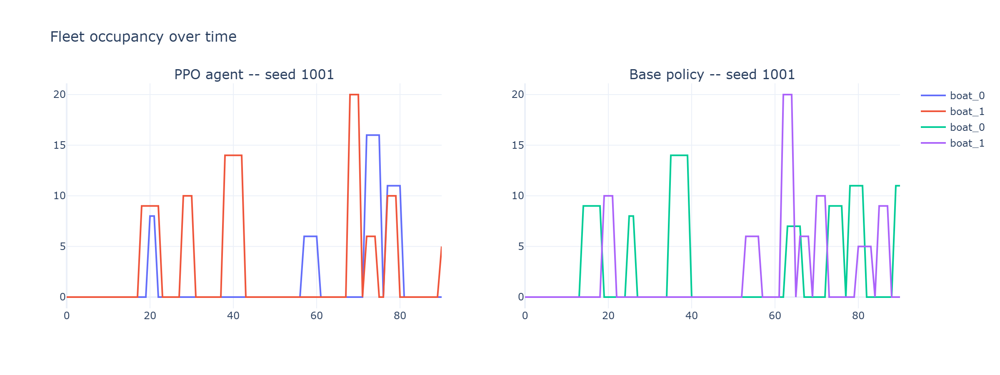 Fleet occupancy over time
PPO agent -- seed 1001
Base policy -- seed 1001
20
15
10
5
0
0 20 40 60 80
20
15
10
5
0
0 20 40 60 80
boat_0
boat_1
boat_0
boat_1